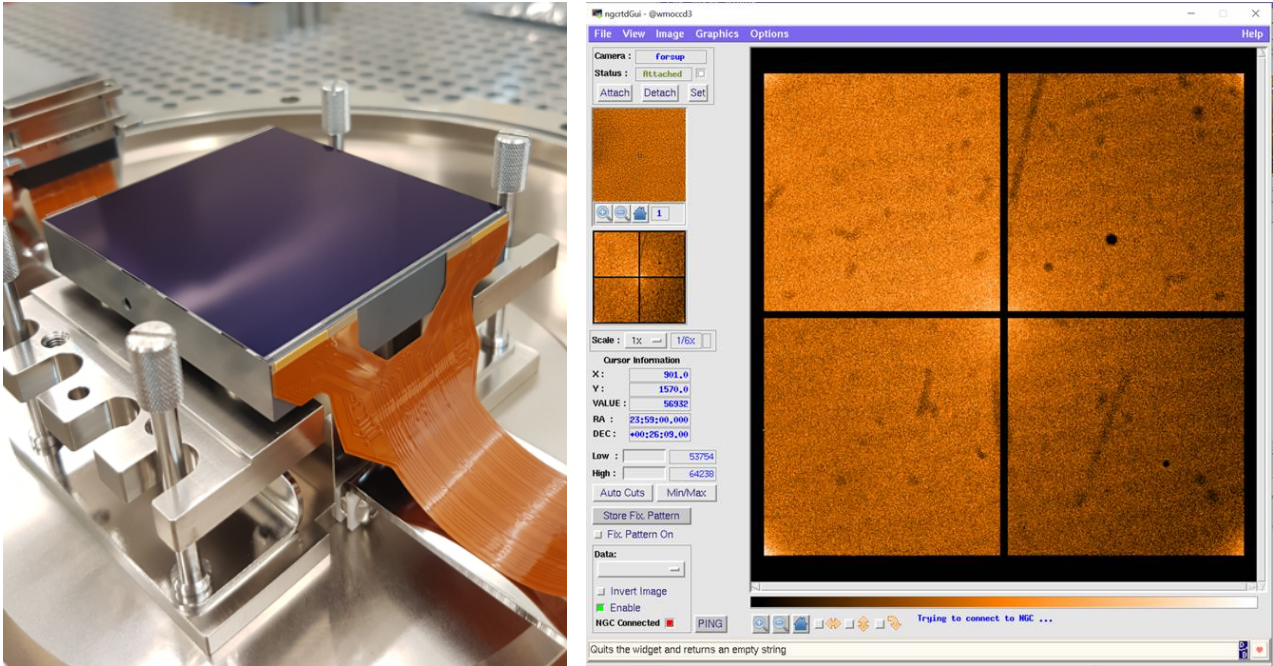 ngcrtdGui - @wmoccd3
File View Image Graphics Options Help
Camera : forsup
Status : Attached
Attach Detach Set
1
Scale : 1x 1/6x
Cursor Information
X : 901.0
Y : 1570.0
VALUE : 56932
RA : 23:59:00.000
DEC : +00:26:09.00
Low : 53754
High : 64238
Auto Cuts Min/Max
Store Fix. Pattern
Fix. Pattern On
Data:
Invert Image
Enable
NGC Connected PING
Trying to connect to NGC ...
Quits the widget and returns an empty string